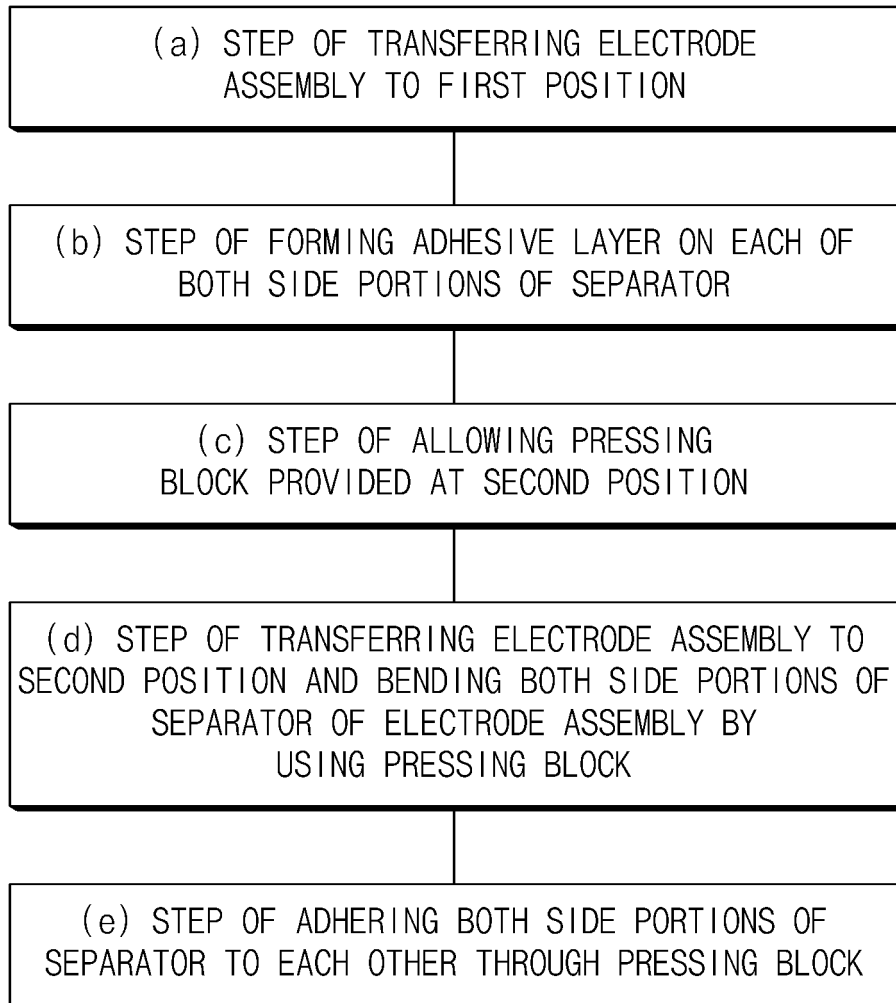 (a) STEP OF TRANSFERRING ELECTRODE
ASSEMBLY TO FIRST POSITION
(b) STEP OF FORMING ADHESIVE LAYER ON EACH OF
BOTH SIDE PORTIONS OF SEPARATOR
(c) STEP OF ALLOWING PRESSING
BLOCK PROVIDED AT SECOND POSITION
(d) STEP OF TRANSFERRING ELECTRODE ASSEMBLY TO
SECOND POSITION AND BENDING BOTH SIDE PORTIONS OF
SEPARATOR OF ELECTRODE ASSEMBLY BY
USING PRESSING BLOCK
(e) STEP OF ADHERING BOTH SIDE PORTIONS OF
SEPARATOR TO EACH OTHER THROUGH PRESSING BLOCK